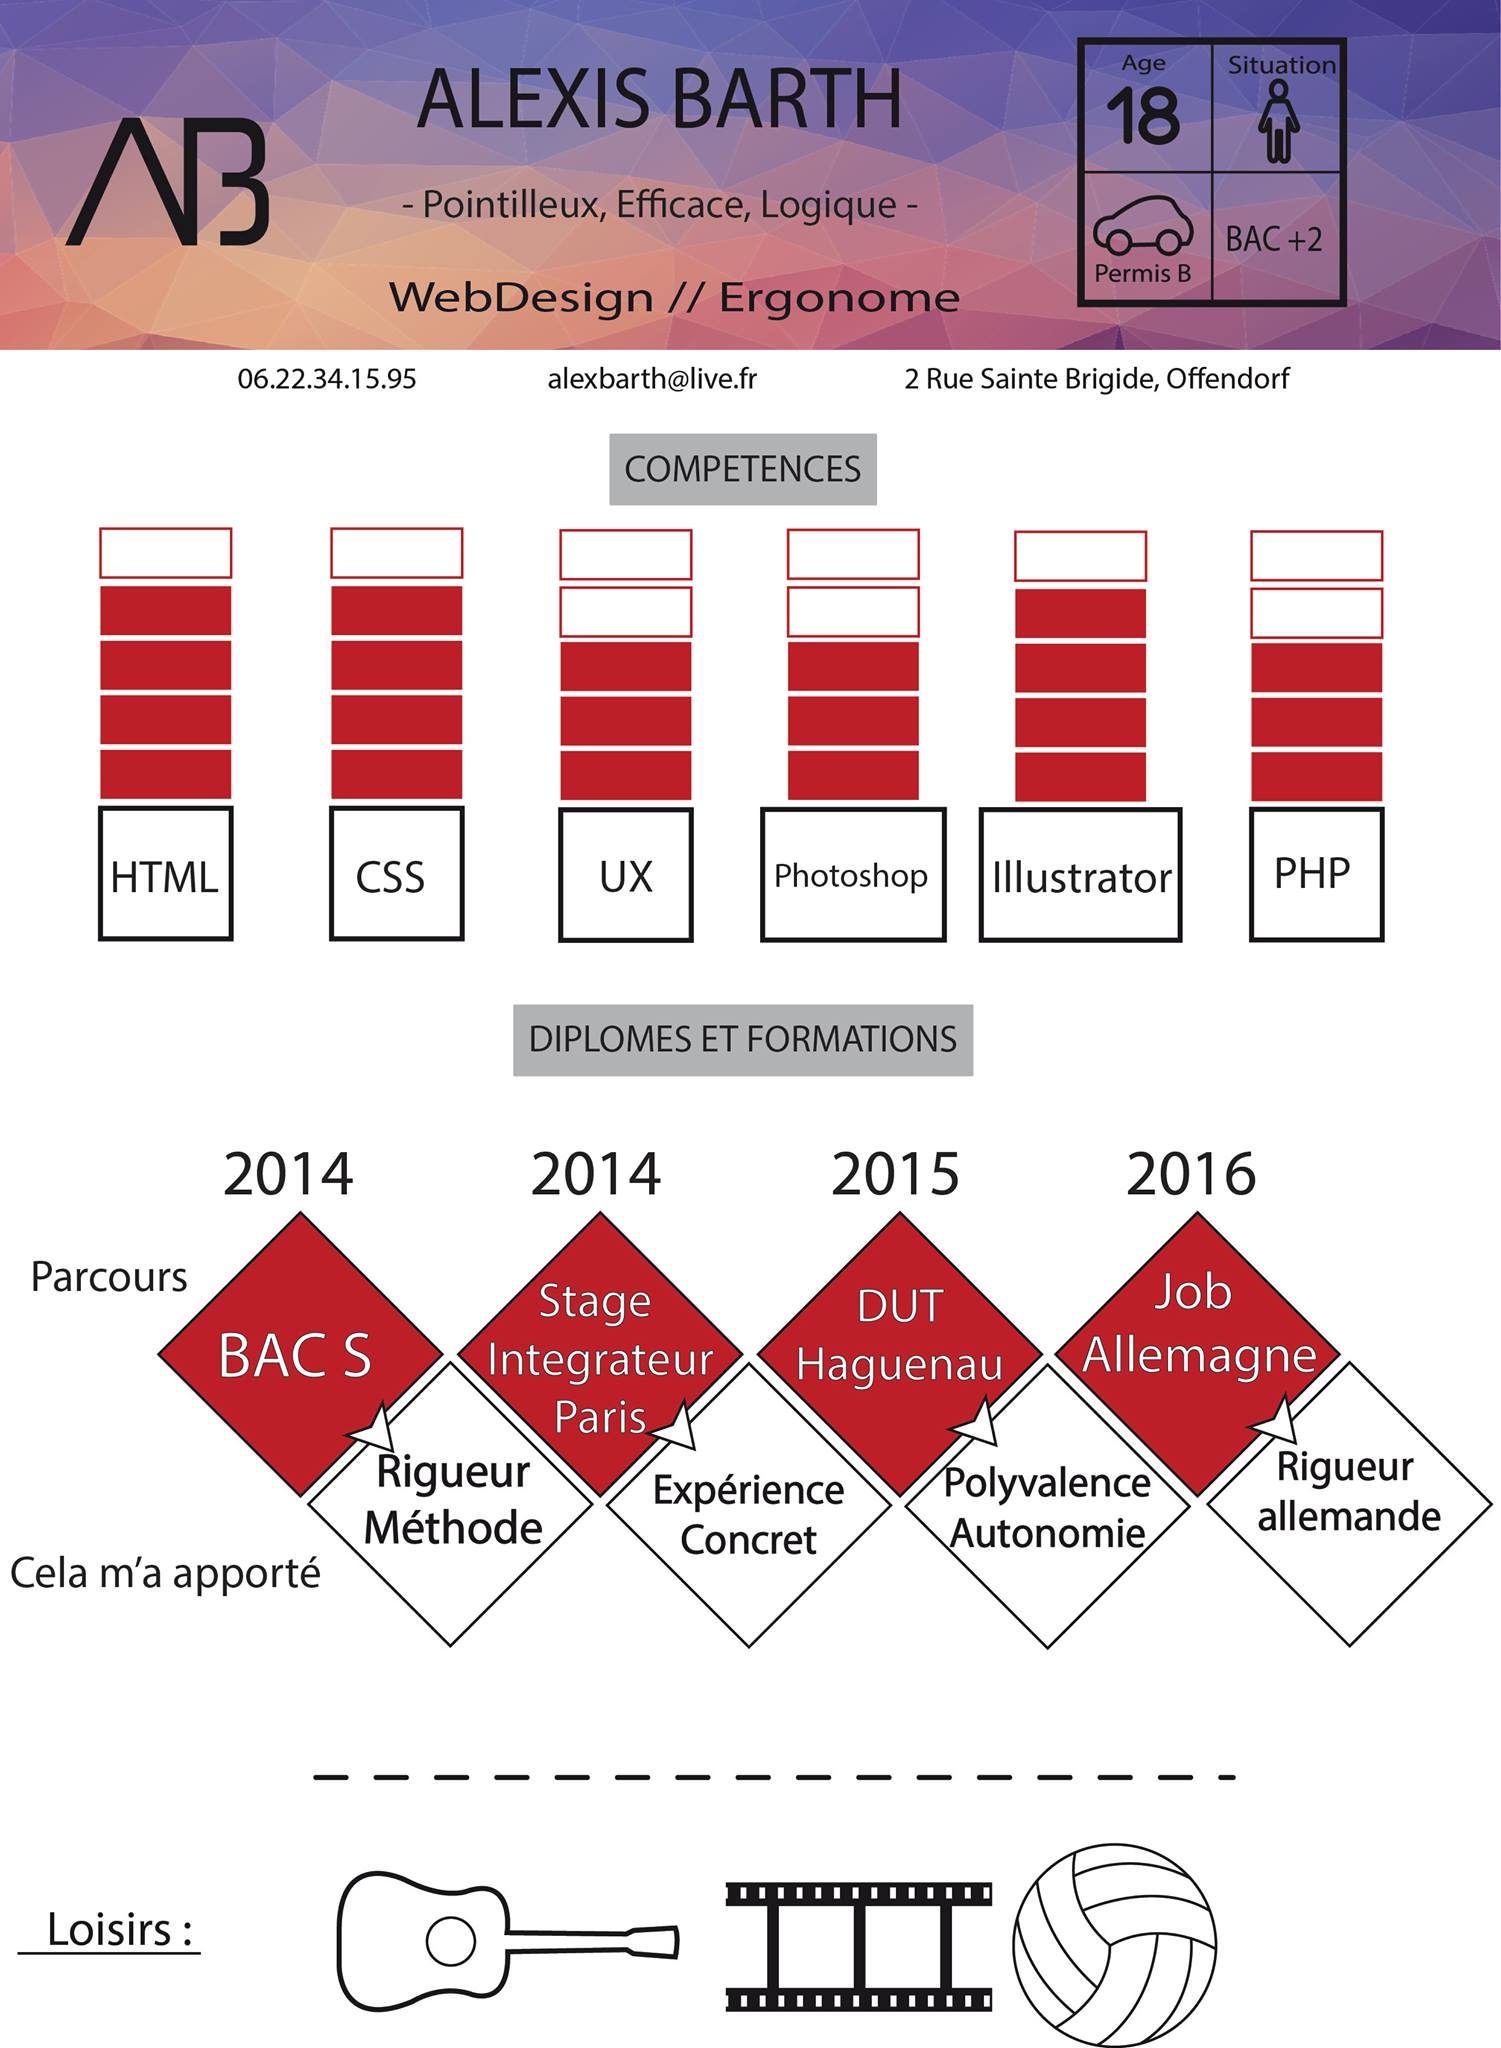 AB
ALEXIS BARTH
- Pointilleux, Efficace, Logique -
WebDesign // Ergonome
Age
18
Situation
Permis B
BAC +2
06.22.34.15.95
alexbarth@live.fr
2 Rue Sainte Brigide, Offendorf
COMPETENCES
HTML
CSS
UX
Photoshop
Illustrator
PHP
DIPLOMES ET FORMATIONS
2014
2014
2015
2016
Parcours
BAC S
Stage
Integrateur
Paris
DUT
Haguenau
Job
Allemagne
Cela m'a apporté
Rigueur
Méthode
Expérience
Concret
Polyvalence
Autonomie
Rigueur
allemande
Loisirs :